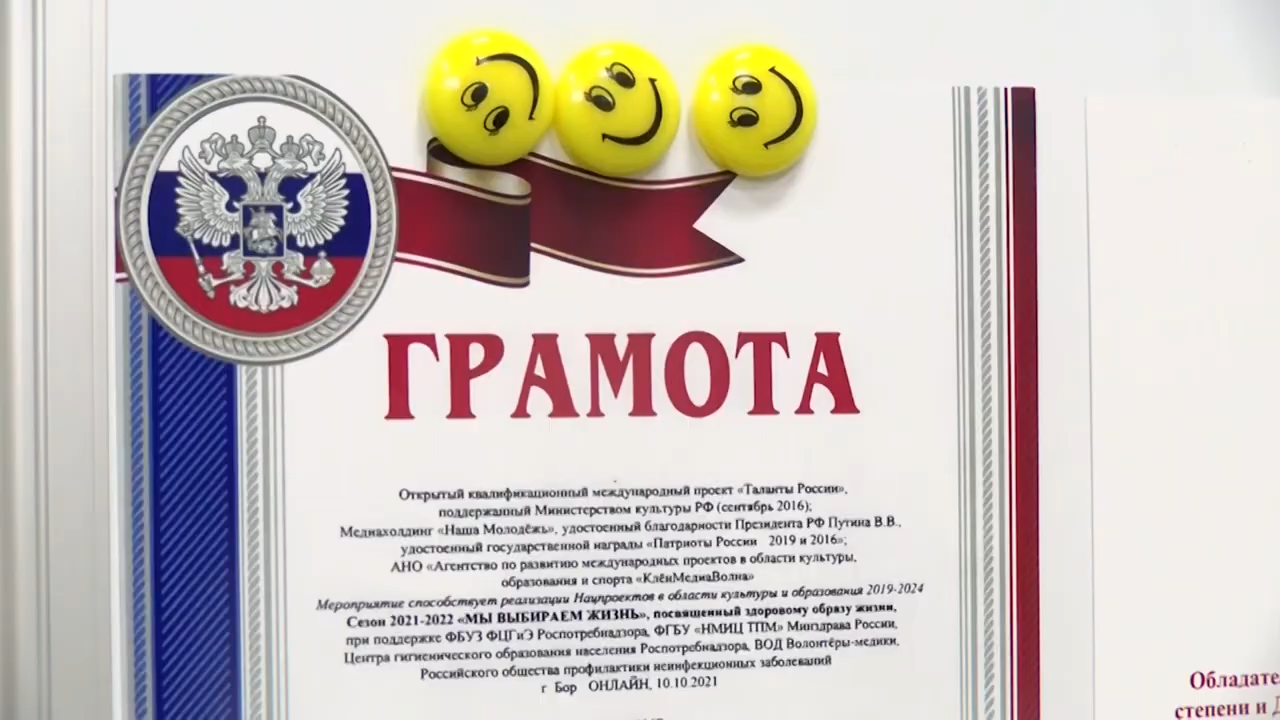 ГРАМОТА
Открытый квалификационный международный проект «Таланты России»,
поддержанный Министерством культуры РФ (сентябрь 2016);
Медиахолдинг «Наша Молодёжь», удостоенный благодарности Президента РФ Путина В.В.,
удостоенный государственной награды «Патриоты России 2019 и 2016»;
АНО «Агентство по развитию международных проектов в области культуры,
образования и спорта «КлёнМедиаВолна»
Мероприятие способствует реализации Нацпроектов в области культуры и образования 2019-2024
Сезон 2021-2022 «МЫ ВЫБИРАЕМ ЖИЗНЬ», посвященный здоровому образу жизни,
при поддержке ФБУЗ ФЦГиЭ Роспотребнадзора, ФГБУ «НМИЦ ТПМ» Минздрава России,
Центра гигиенического образования населения Роспотребнадзора, ВОД Волонтёры-медики,
Российского общества профилактики неинфекционных заболеваний
г Бор ОНЛАЙН, 10.10.2021
Обладате
степени и Д